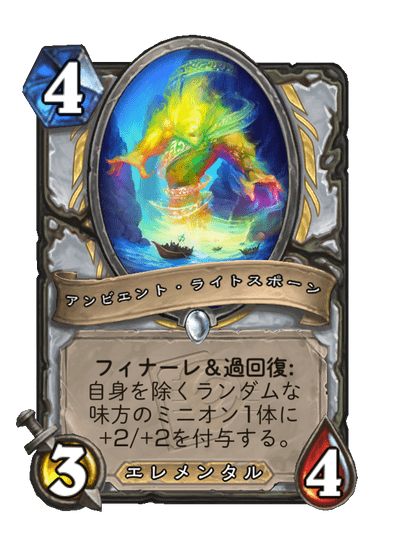 4
アンビエント・ライトスポーン
フィナーレ&過回復:
自身を除くランダムな
味方のミニオン1体に
+2/+2を付与する。
3
エレメンタル
4